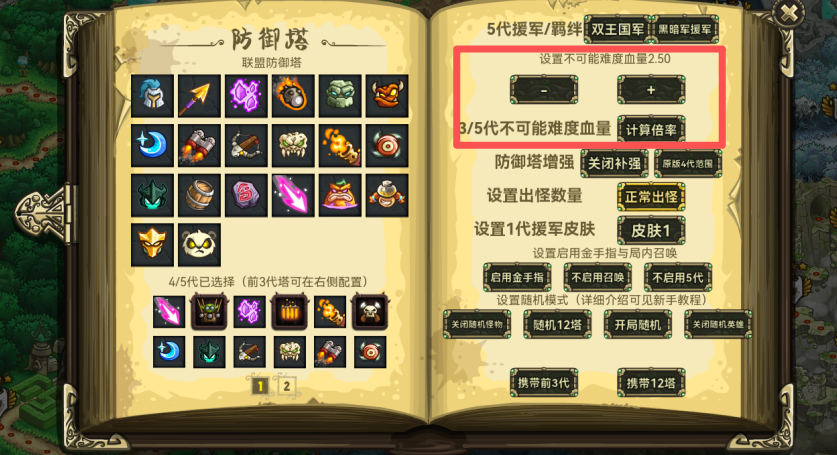 防御塔
联盟防御塔
4/5代已选择（前3代塔可在右侧配置）
1 2
5代援军/羁绊 双王国军 黑暗军援军
设置不可能难度血量2.50
- +
3/5代不可能难度血量 计算倍率
防御塔增强 关闭补强 原版4代范围
设置出怪数量 正常出怪
设置1代援军皮肤 皮肤1
设置启用金手指与局内召唤
启用金手指 不启用召唤 不启用5代
设置随机模式（详细介绍可见新手教程）
关闭随机怪物 随机12塔 开局随机 关闭随机英雄
携带前3代 携带12塔